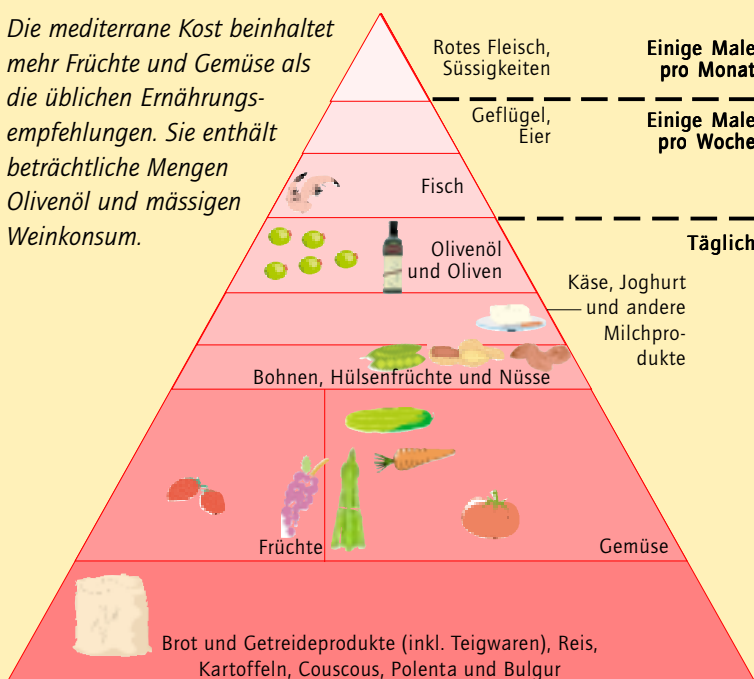 Die mediterrane Kost beinhaltet
mehr Früchte und Gemüse als
die üblichen Ernährungs-
empfehlungen. Sie enthält
beträchtliche Mengen
Olivenöl und mässigen
Weinkonsum.
Rotes Fleisch,
Süssigkeiten
Einige Male
pro Monat
Geflügel,
Eier
Einige Male
pro Woche
Fisch
Täglich
Olivenöl
und Oliven
Käse, Joghurt
und andere
Milchpro-
dukte
Bohnen, Hülsenfrüchte und Nüsse
Früchte
Gemüse
Brot und Getreideprodukte (inkl. Teigwaren), Reis,
Kartoffeln, Couscous, Polenta und Bulgur